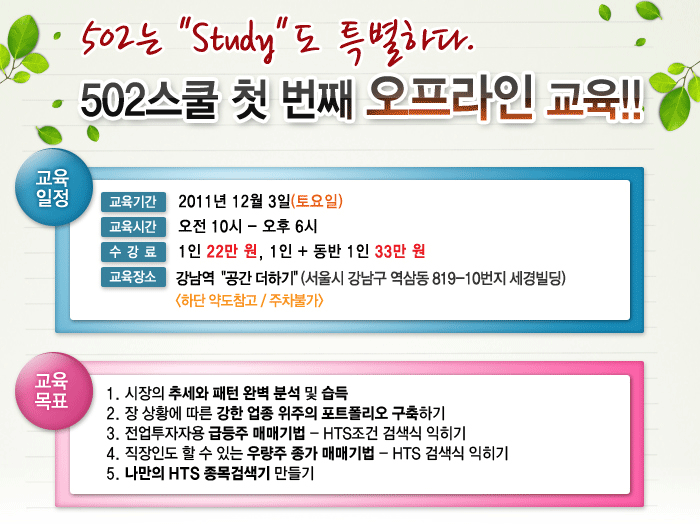 502는 "Study"도 특별하다.
502스쿨 첫 번째 오프라인 교육!!
교육
일정
교육기간 2011년 12월 3일(토요일)
교육시간 오전 10시 - 오후 6시
수 강 료 1인 22만 원, 1인 + 동반 1인 33만 원
교육장소 강남역 "공간 더하기" (서울시 강남구 역삼동 819-10번지 세경빌딩)
<하단 약도참고 / 주차불가>
교육
목표
1. 시장의 추세와 패턴 완벽 분석 및 습득
2. 장 상황에 따른 강한 업종 위주의 포트폴리오 구축하기
3. 전업투자자용 급등주 매매기법 - HTS조건 검색식 익히기
4. 직장인도 할 수 있는 우량주 종가 매매기법 - HTS 검색식 익히기
5. 나만의 HTS 종목검색기 만들기